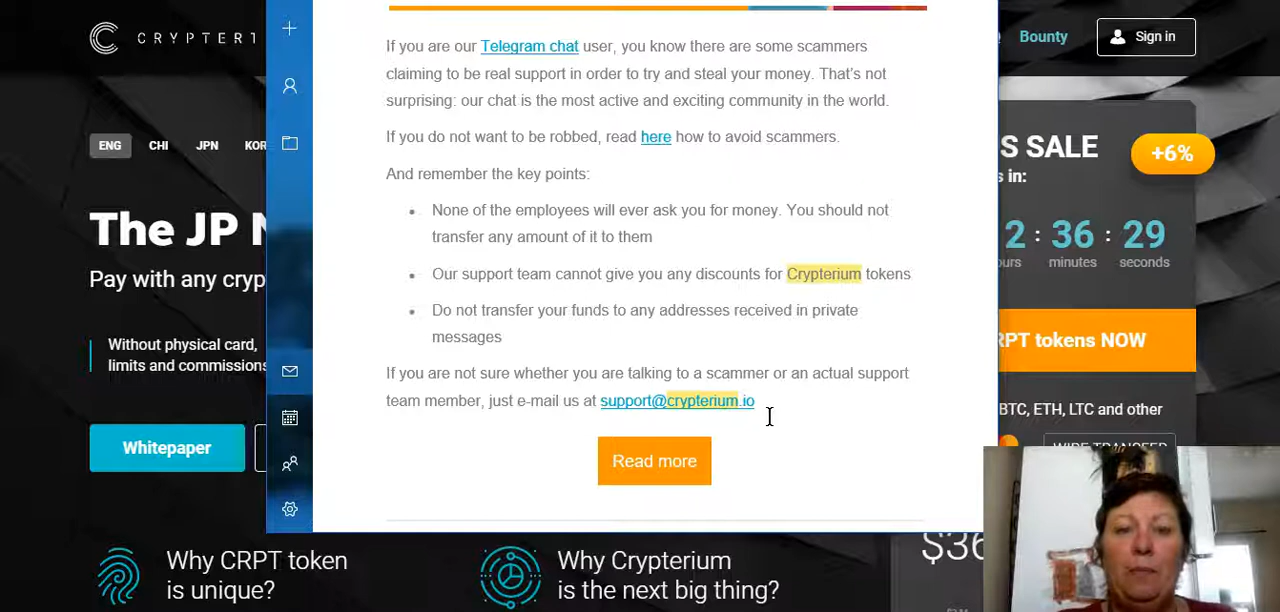 CRYPTERI
Bounty
Sign in
If you are our Telegram chat user, you know there are some scammers
claiming to be real support in order to try and steal your money. That's not
surprising: our chat is the most active and exciting community in the world.
If you do not want to be robbed, read here how to avoid scammers.
And remember the key points:
• None of the employees will ever ask you for money. You should not
transfer any amount of it to them
• Our support team cannot give you any discounts for Crypterium tokens
• Do not transfer your funds to any addresses received in private
messages
If you are not sure whether you are talking to a scammer or an actual support
team member, just e-mail us at support@crypterium.io
Read more
ENG CHI JPN KOR
The JP
Pay with any cryp
Without physical card,
limits and commissions
Whitepaper
S SALE
+6%
s in:
2 : 36 : 29
ours minutes seconds
RPT tokens NOW
BTC, ETH, LTC and other
WIRE TRANSFER
$36
Why CRPT token
is unique?
Why Crypterium
is the next big thing?